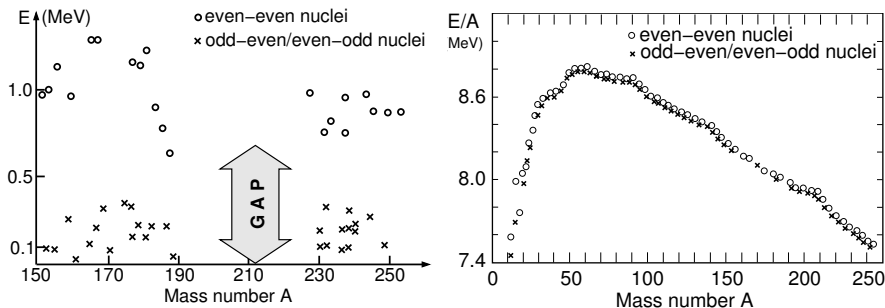 E (MeV)
even−even nuclei
odd−even/even−odd nuclei
1.0
0.5
0.1
GAP
150 170 190 210 230 250
Mass number A
E/A
MeV)
even−even nuclei
odd−even/even−odd nuclei
8.6
8.0
7.4
0 50 100 150 200 250
Mass number A